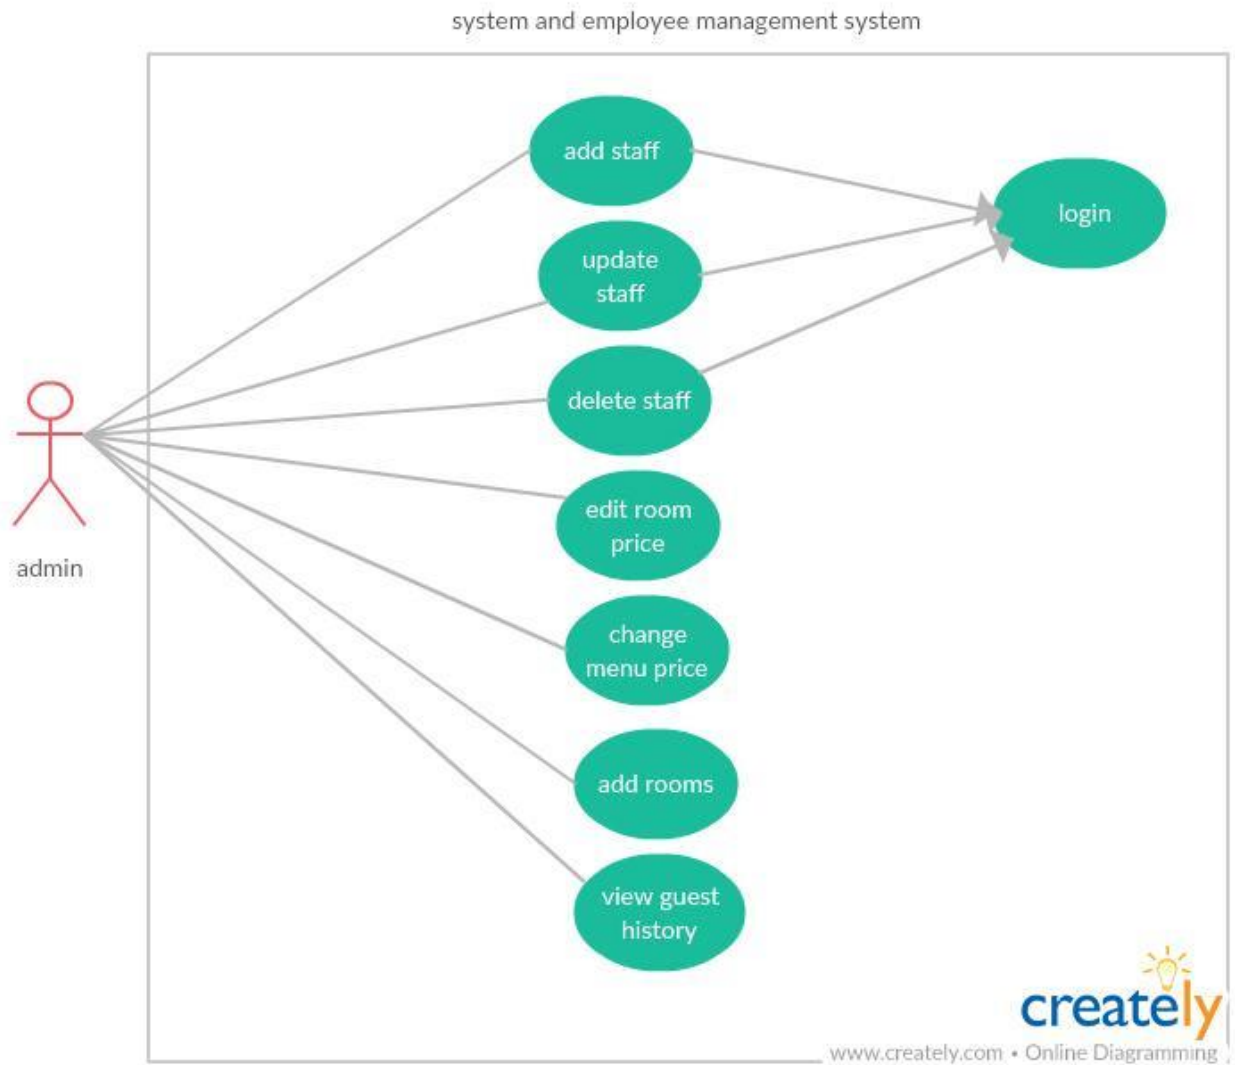 system and employee management system
add staff
login
update
staff
delete staff
edit room
price
admin
change
menu price
add rooms
view guest
history
creately
www.creately.com • Online Diagramming